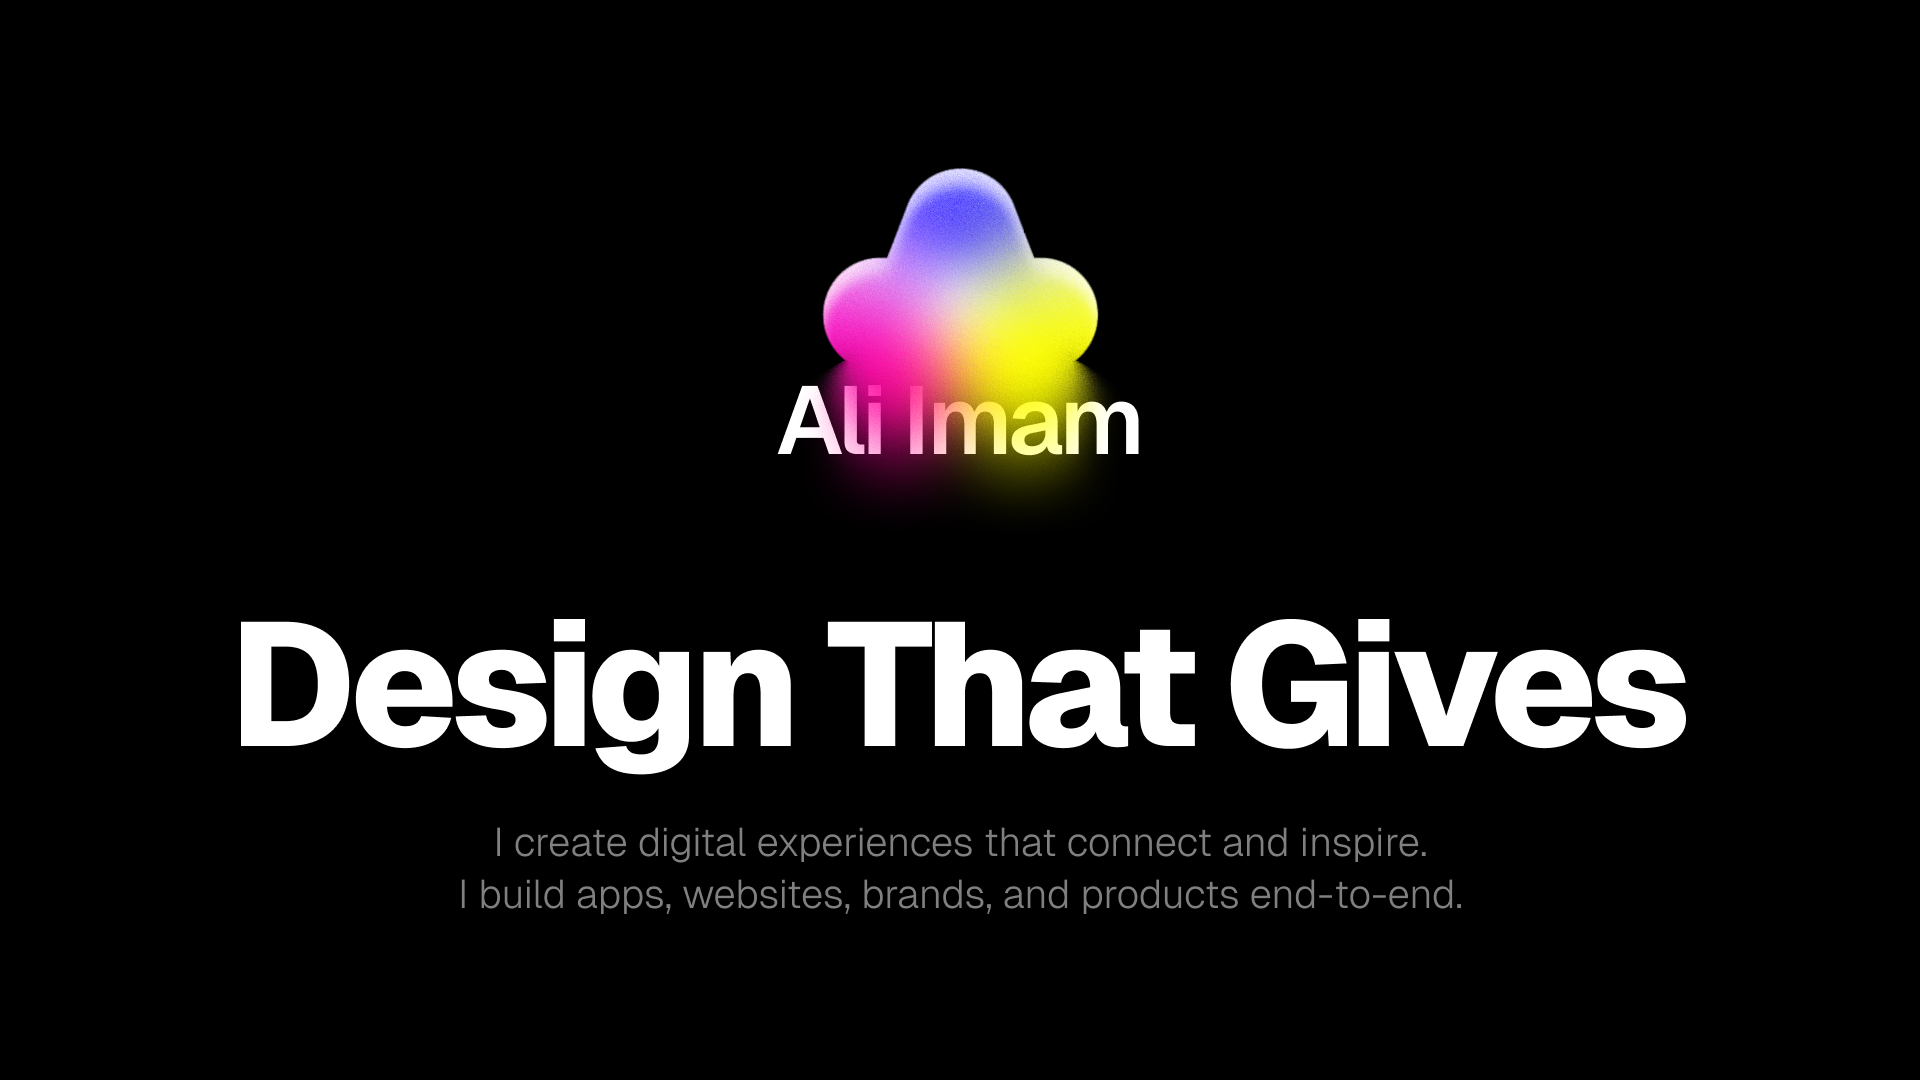 Ali Imam
Design That Gives
I create digital experiences that connect and inspire.
I build apps, websites, brands, and products end-to-end.